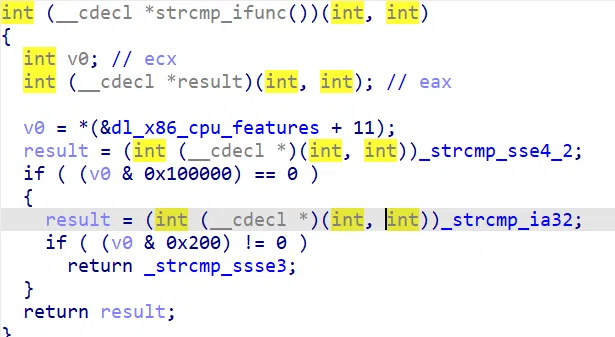 int (__cdecl *strcmp_ifunc())(int, int)
{
  int v0; // ecx
  int (__cdecl *result)(int, int); // eax

  v0 = *(&dl_x86_cpu_features + 11);
  result = (int (__cdecl *)(int, int))_strcmp_sse4_2;
  if ( (v0 & 0x100000) == 0 )
  {
    result = (int (__cdecl *)(int, int))_strcmp_ia32;
    if ( (v0 & 0x200) != 0 )
      return _strcmp_ssse3;
  }
  return result;
}